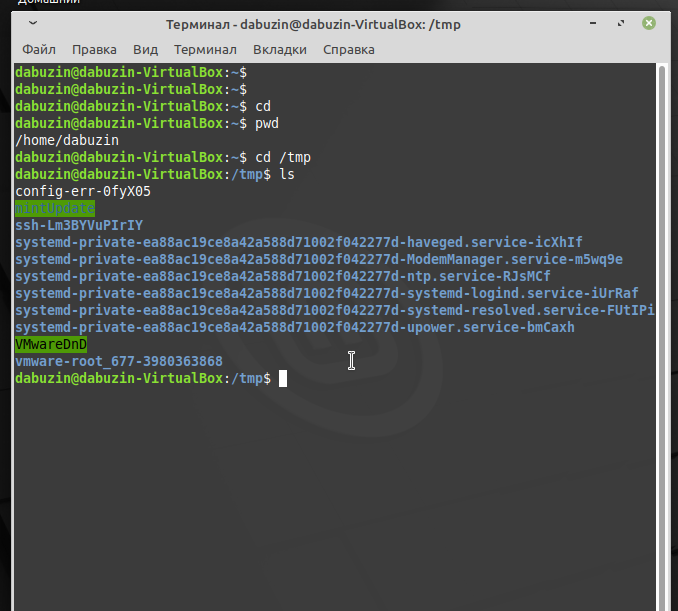 Домашний
Терминал - dabuzin@dabuzin-VirtualBox: /tmp
Файл Правка Вид Терминал Вкладки Справка
dabuzin@dabuzin-VirtualBox:~$
dabuzin@dabuzin-VirtualBox:~$
dabuzin@dabuzin-VirtualBox:~$ cd
dabuzin@dabuzin-VirtualBox:~$ pwd
/home/dabuzin
dabuzin@dabuzin-VirtualBox:~$ cd /tmp
dabuzin@dabuzin-VirtualBox:/tmp$ ls
config-err-0fyX05
mintUpdate
ssh-Lm3BYVuPIrIY
systemd-private-ea88ac19ce8a42a588d71002f042277d-haveged.service-icXhIf
systemd-private-ea88ac19ce8a42a588d71002f042277d-ModemManager.service-m5wq9e
systemd-private-ea88ac19ce8a42a588d71002f042277d-ntp.service-RJsMCf
systemd-private-ea88ac19ce8a42a588d71002f042277d-systemd-logind.service-iUrRaf
systemd-private-ea88ac19ce8a42a588d71002f042277d-systemd-resolved.service-FUtIPi
systemd-private-ea88ac19ce8a42a588d71002f042277d-upower.service-bmCaxh
VMwareDnD
vmware-root_677-3980363868
dabuzin@dabuzin-VirtualBox:/tmp$